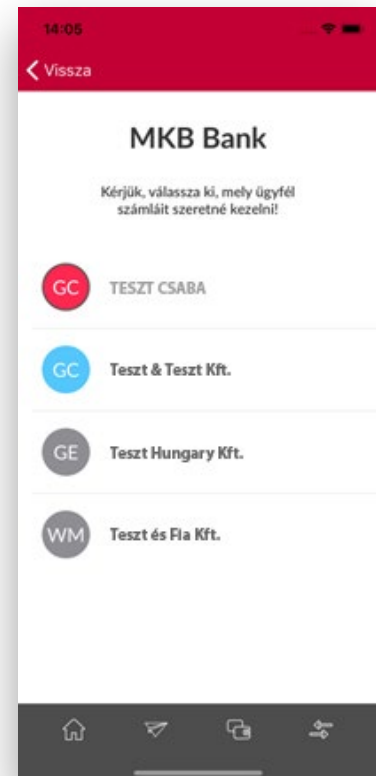 14:05
Vissza
MKB Bank
Kérjük, válassza ki, mely ügyfél
számláit szeretné kezelni!
GC TESZT CSABA
GC Teszt & Teszt Kft.
GE Teszt Hungary Kft.
WM Teszt és Fia Kft.